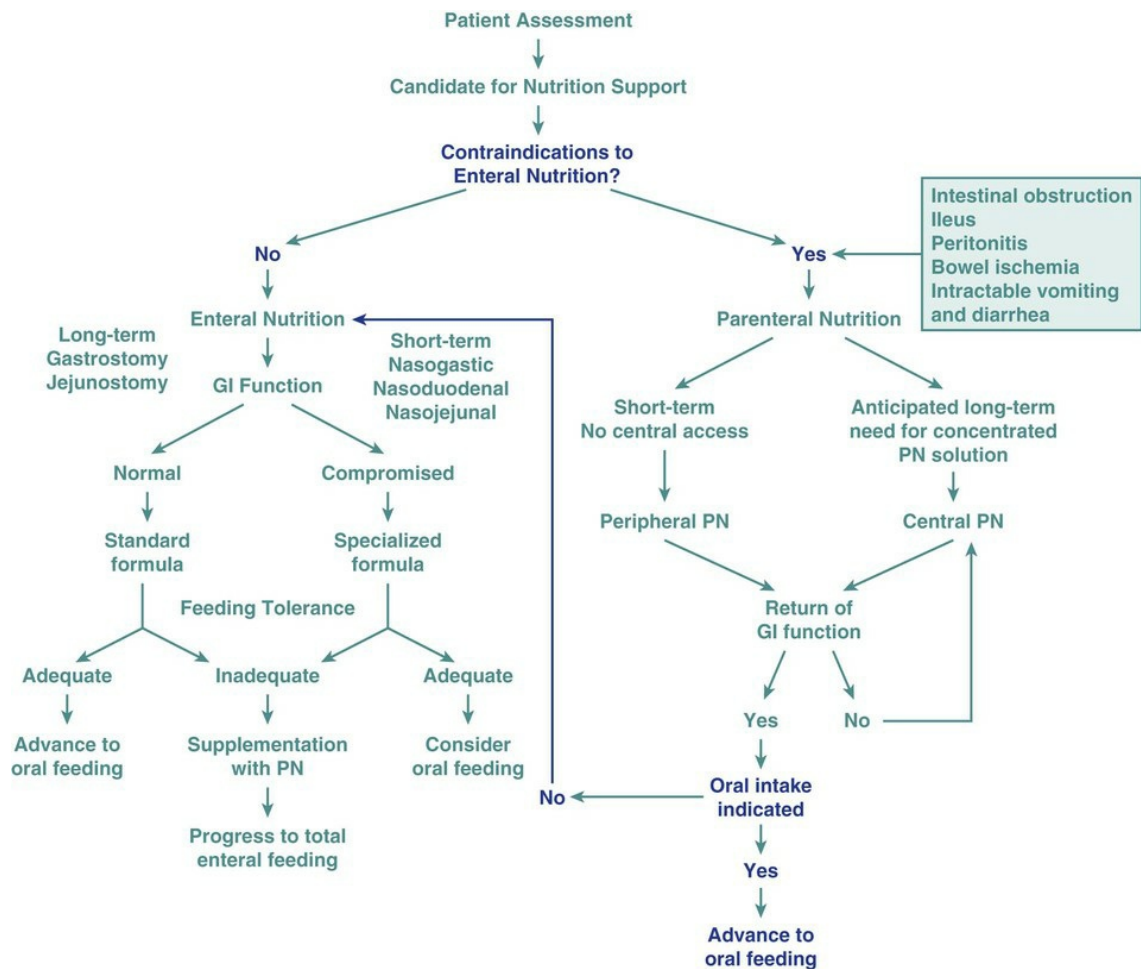 Patient Assessment
Candidate for Nutrition Support
Contraindications to
Enteral Nutrition?
Intestinal obstruction
Ileus
Peritonitis
Bowel ischemia
Intractable vomiting
and diarrhea
No
Yes
Enteral Nutrition
Parenteral Nutrition
Long-term
Gastrostomy
Jejunostomy
Short-term
Nasogastic
Nasoduodenal
Nasojejunal
GI Function
Short-term
No central access
Anticipated long-term
need for concentrated
PN solution
Normal
Compromised
Peripheral PN
Central PN
Standard
formula
Specialized
formula
Feeding Tolerance
Return of
GI function
Adequate
Inadequate
Adequate
Yes
No
Advance to
oral feeding
Supplementation
with PN
Consider
oral feeding
No
Oral intake
indicated
Progress to total
enteral feeding
Yes
Advance to
oral feeding